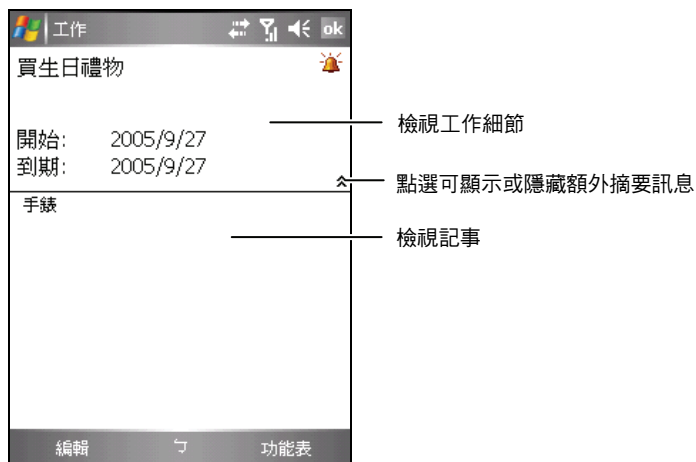 工作 ok
買生日禮物
開始: 2005/9/27
到期: 2005/9/27
手錶
編輯 ㄅ 功能表
檢視工作細節
點選可顯示或隱藏額外摘要訊息
檢視記事